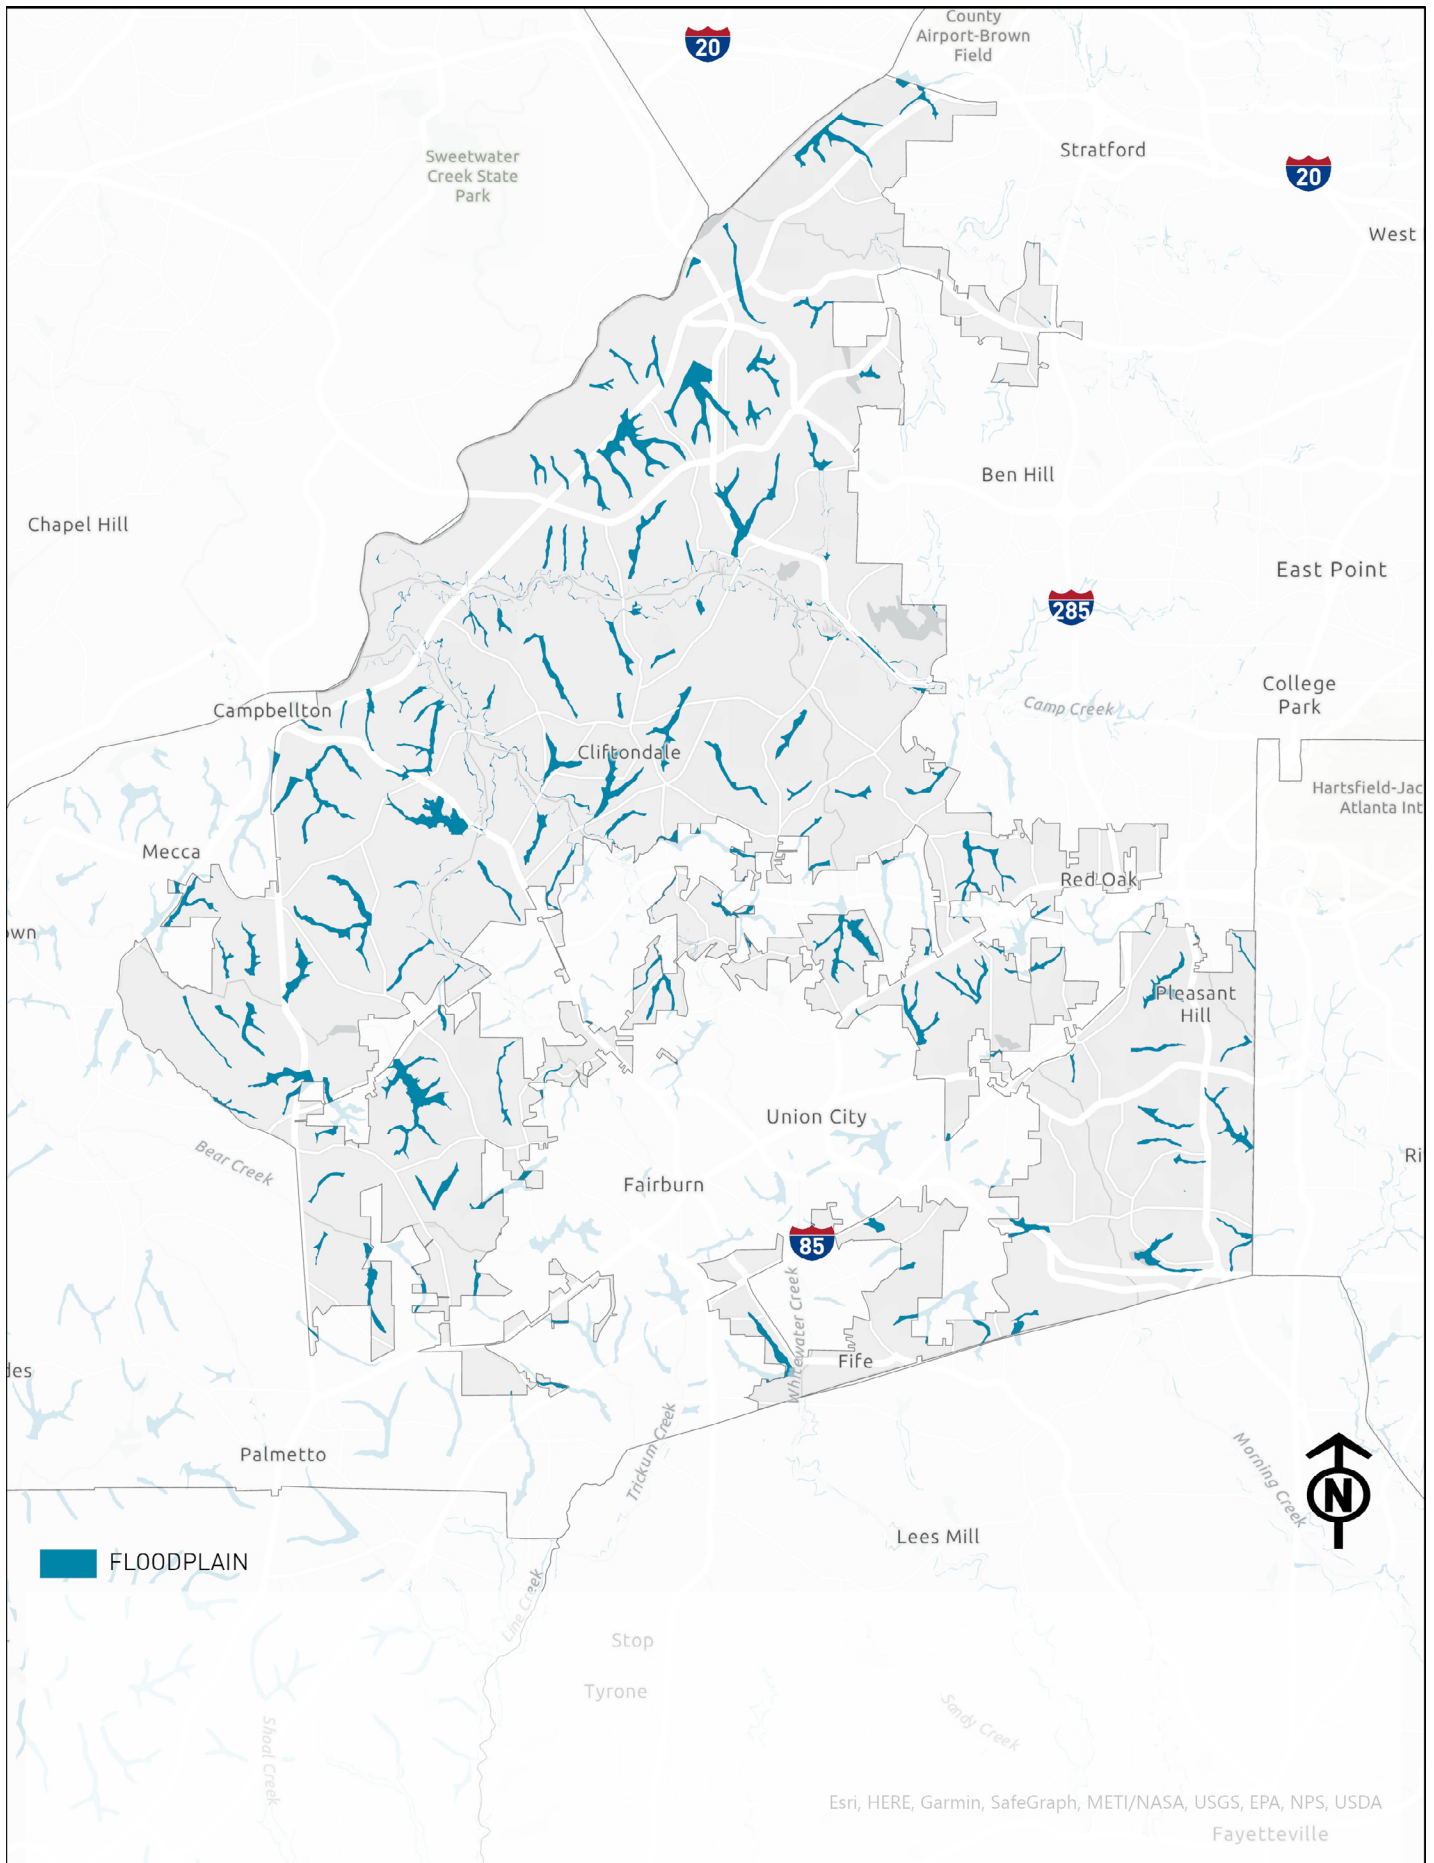 County
Airport-Brown
Field
20
Stratford
Sweetwater
Creek State
Park
20
West
Ben Hill
Chapel Hill
East Point
285
College
Park
Camp Creek
Campbellton
Cliftondale
Hartsfield-Jac
Atlanta Int
Mecca
Red Oak
own
Pleasant
Hill
Union City
Bear Creek
Ri
Fairburn
85
Whitewater Creek
Fife
des
Trickum Creek
Palmetto
Morning Creek
N
Lees Mill
FLOODPLAIN
Line Creek
Stop
Tyrone
Sandy Creek
Shoal Creek
Esri, HERE, Garmin, SafeGraph, METI/NASA, USGS, EPA, NPS, USDA
Fayetteville